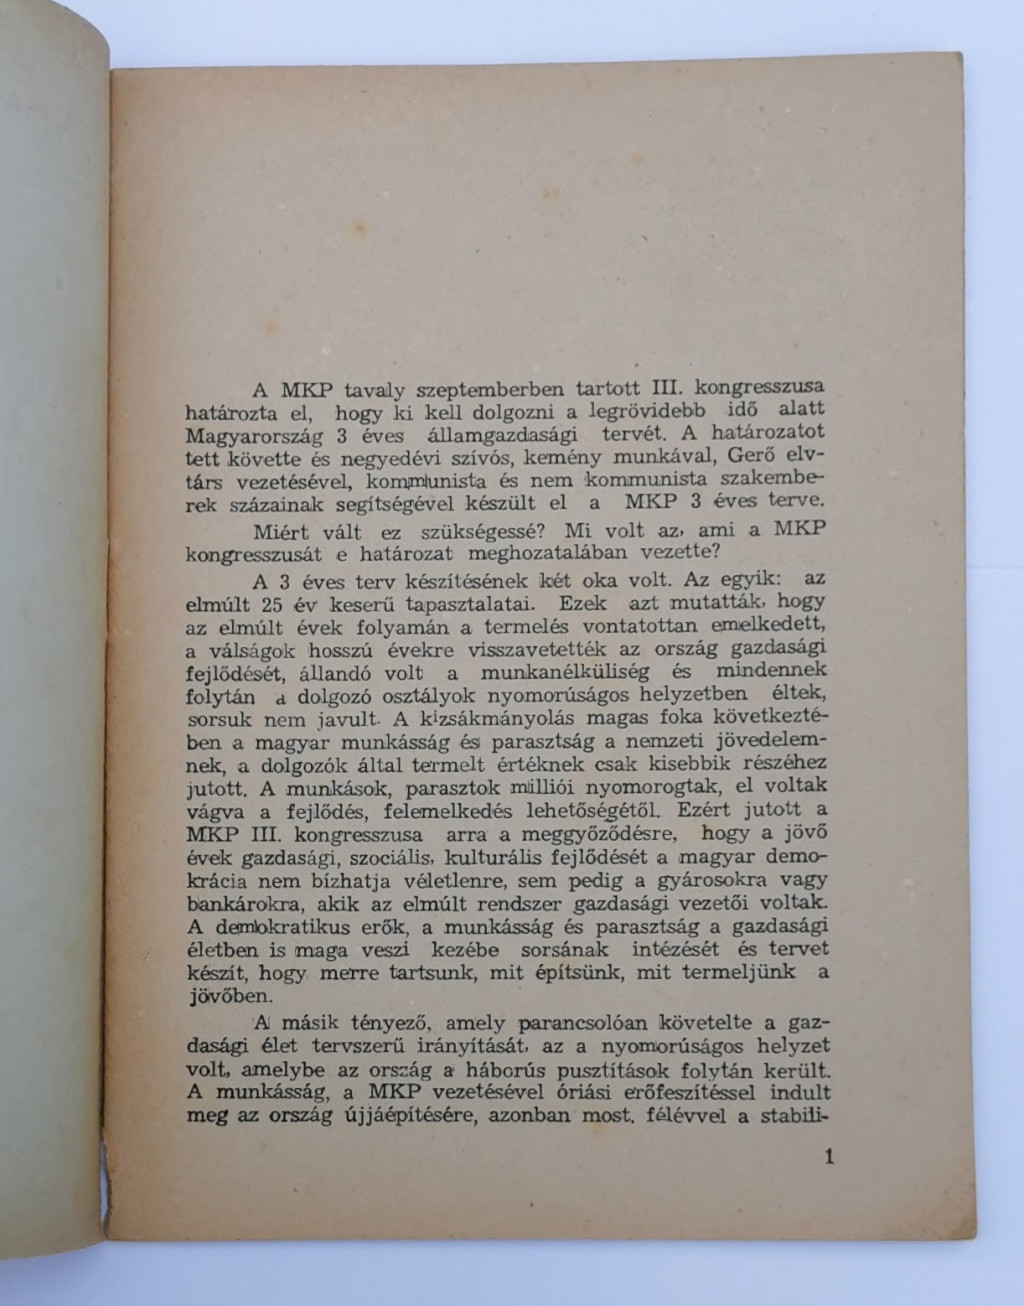 A MKP tavaly szeptemberben tartott III. kongresszusa
határozta el, hogy ki kell dolgozni a legrövidebb idő alatt
Magyarország 3 éves államgazdasági tervét. A határozatot
tett követte és negyedévi szívós, kemény munkával, Gerő elv-
társ vezetésével, kommunista és nem kommunista szakembe-
rek százainak segítségével készült el a MKP 3 éves terve.
Miért vált ez szükségessé? Mi volt az, ami a MKP
kongresszusát e határozat meghozatalában vezette?
A 3 éves terv készítésének két oka volt. Az egyik: az
elmúlt 25 év keserű tapasztalatai. Ezek azt mutatták, hogy
az elmúlt évek folyamán a termelés vontatottan emelkedett,
a válságok hosszú évekre visszavetették az ország gazdasági
fejlődését, állandó volt a munkanélküliség és mindennek
folytán a dolgozó osztályok nyomorúságos helyzetben éltek,
sorsuk nem javult. A kizsákmányolás magas foka következté-
ben a magyar munkásság és parasztság a nemzeti jövedelem-
nek, a dolgozók által termelt értéknek csak kisebbik részéhez
jutott. A munkások, parasztok milliói nyomorogtak, el voltak
vágva a fejlődés, felemelkedés lehetőségétől. Ezért jutott a
MKP III. kongresszusa arra a meggyőződésre, hogy a jövő
évek gazdasági, szociális, kulturális fejlődését a magyar demo-
krácia nem bízhatja véletlenre, sem pedig a gyárosokra vagy
bankárokra, akik az elmúlt rendszer gazdasági vezetői voltak.
A demokratikus erők, a munkásság és parasztság a gazdasági
életben is maga veszi kezébe sorsának intézését és tervet
készít, hogy merre tartsunk, mit építsünk, mit termeljünk a
jövőben.
A másik tényező, amely parancsolóan követelte a gaz-
dasági élet tervszerű irányítását, az a nyomorúságos helyzet
volt, amelybe az ország a háborús pusztítások folytán került.
A munkásság, a MKP vezetésével óriási erőfeszítéssel indult
meg az ország újjáépítésére, azonban most, félévvel a stabili-
1